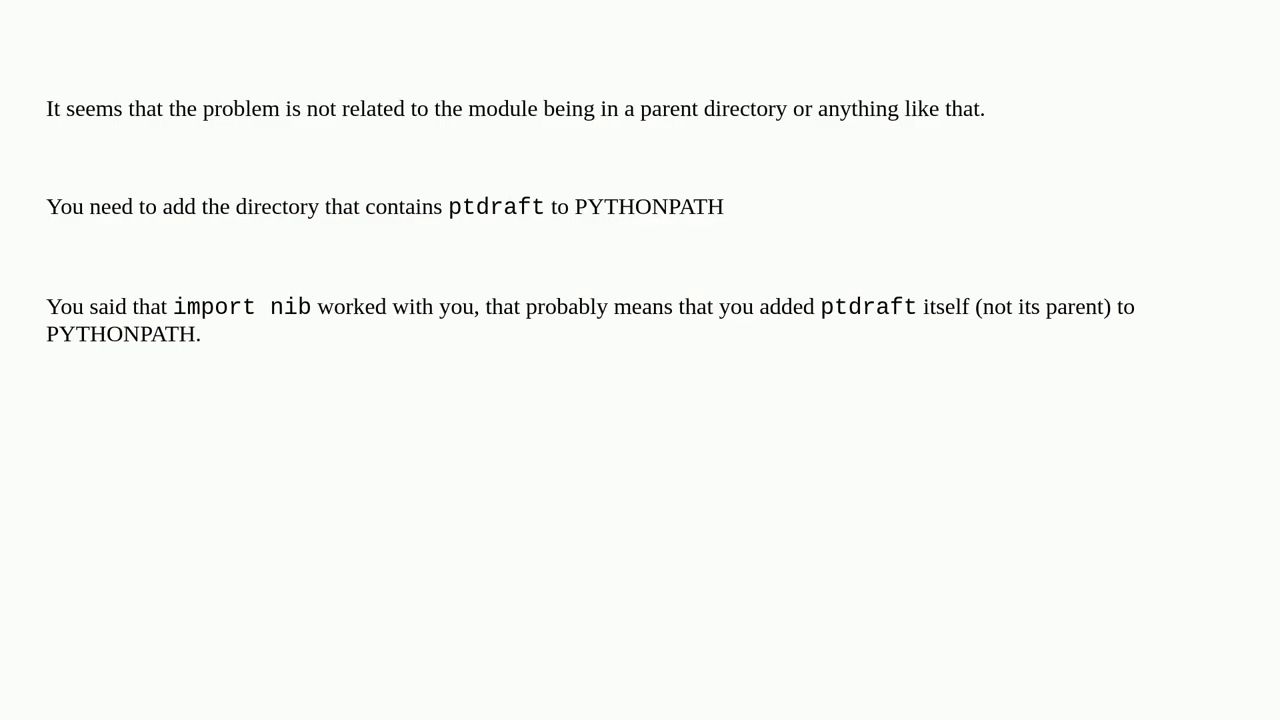 It seems that the problem is not related to the module being in a parent directory or anything like that.
You need to add the directory that contains ptdraft to PYTHONPATH
You said that import nib worked with you, that probably means that you added ptdraft itself (not its parent) to
PYTHONPATH.